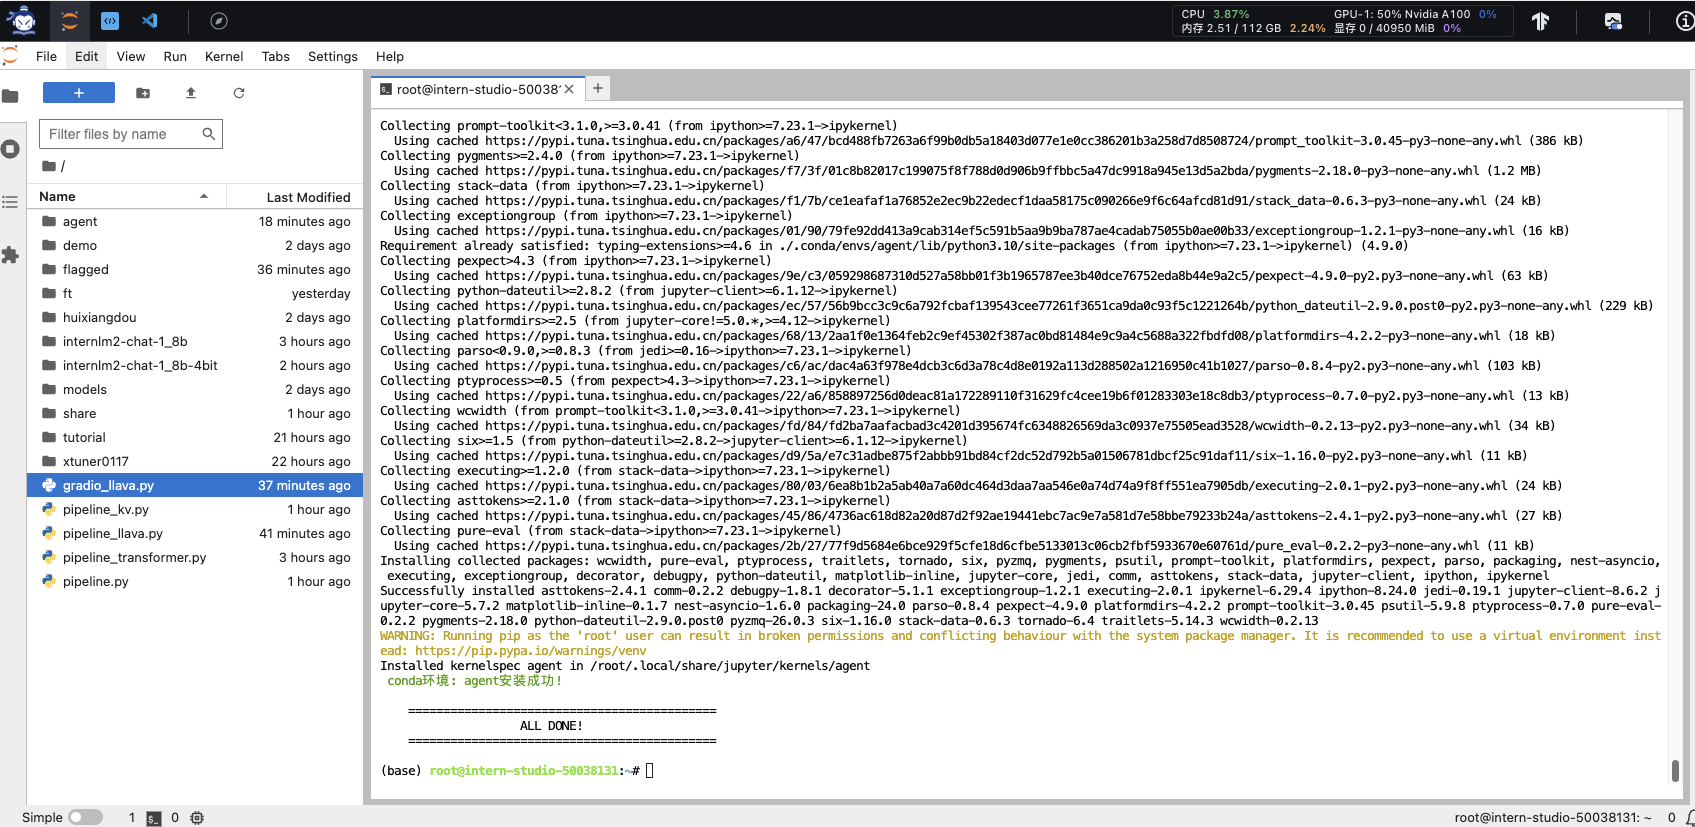 CPU 3.87% GPU-1: 50% Nvidia A100 0%
内存 2.51 / 112 GB 2.24% 显存 0 / 40950 MiB 0%
File Edit View Run Kernel Tabs Settings Help
root@intern-studio-50038
Filter files by name
/
Name Last Modified
agent 18 minutes ago
demo 2 days ago
flagged 36 minutes ago
ft yesterday
huixiangdou 2 days ago
internlm2-chat-1_8b 3 hours ago
internlm2-chat-1_8b-4bit 2 hours ago
models 2 days ago
share 1 hour ago
tutorial 21 hours ago
xtuner0117 22 hours ago
gradio_llava.py 37 minutes ago
pipeline_kv.py 1 hour ago
pipeline_llava.py 41 minutes ago
pipeline_transformer.py 3 hours ago
pipeline.py 1 hour ago
Collecting prompt-toolkit<3.1.0,>=3.0.41 (from ipython>=7.23.1->ipykernel)
Using cached https://pypi.tuna.tsinghua.edu.cn/packages/a6/47/bcd488fb7263a6f99b0db5a18403d077e1e0cc386201b3a258d7d8508724/prompt_toolkit-3.0.45-py3-none-any.whl (386 kB)
Collecting pygments>=2.4.0 (from ipython>=7.23.1->ipykernel)
Using cached https://pypi.tuna.tsinghua.edu.cn/packages/f7/3f/01c8b82017c199075f8f788d0d906b9ffbbc5a47dc9918a945e13d5a2bda/pygments-2.18.0-py3-none-any.whl (1.2 MB)
Collecting stack-data (from ipython>=7.23.1->ipykernel)
Using cached https://pypi.tuna.tsinghua.edu.cn/packages/f1/7b/ce1eafaf1a76852e2ec9b22edecf1daa58175c090266e9f6c64afcd81d91/stack_data-0.6.3-py3-none-any.whl (24 kB)
Collecting exceptiongroup (from ipython>=7.23.1->ipykernel)
Using cached https://pypi.tuna.tsinghua.edu.cn/packages/01/90/79fe92dd413a9cab314ef5c591b5aa9b9ba787ae4cadab75055b0ae00b33/exceptiongroup-1.2.1-py3-none-any.whl (16 kB)
Requirement already satisfied: typing-extensions>=4.6 in ./.conda/envs/agent/lib/python3.10/site-packages (from ipython>=7.23.1->ipykernel) (4.9.0)
Collecting pexpect>4.3 (from ipython>=7.23.1->ipykernel)
Using cached https://pypi.tuna.tsinghua.edu.cn/packages/9e/c3/059298687310d527a58bb01f3b1965787ee3b40dce76752eda8b44e9a2c5/pexpect-4.9.0-py2.py3-none-any.whl (63 kB)
Collecting python-dateutil>=2.8.2 (from jupyter-client>=6.1.12->ipykernel)
Using cached https://pypi.tuna.tsinghua.edu.cn/packages/ec/57/56b9bcc3c9c6a792fcbaf139543cee77261f3651ca9da0c93f5c1221264b/python_dateutil-2.9.0.post0-py2.py3-none-any.whl (229 kB)
Collecting platformdirs>=2.5 (from jupyter-core!=5.0.*,>=4.12->ipykernel)
Using cached https://pypi.tuna.tsinghua.edu.cn/packages/68/13/2aa1f0e1364feb2c9ef45302f387ac0bd81484e9c9a4c5688a322fbdfd08/platformdirs-4.2.2-py3-none-any.whl (18 kB)
Collecting parso<0.9.0,>=0.8.3 (from jedi>=0.16->ipython>=7.23.1->ipykernel)
Using cached https://pypi.tuna.tsinghua.edu.cn/packages/c6/ac/dac4a63f978e4dcb3c6d3a78c4d8e0192a113d288502a1216950c41b1027/parso-0.8.4-py2.py3-none-any.whl (103 kB)
Collecting ptyprocess>=0.5 (from pexpect>4.3->ipython>=7.23.1->ipykernel)
Using cached https://pypi.tuna.tsinghua.edu.cn/packages/22/a6/858897256d0deac81a172289110f31629fc4cee19b6f01283303e18c8db3/ptyprocess-0.7.0-py2.py3-none-any.whl (13 kB)
Collecting wcwidth (from prompt-toolkit<3.1.0,>=3.0.41->ipython>=7.23.1->ipykernel)
Using cached https://pypi.tuna.tsinghua.edu.cn/packages/fd/84/fd2ba7aafacbad3c4201d395674fc6348826569da3c0937e75505ead3528/wcwidth-0.2.13-py2.py3-none-any.whl (34 kB)
Collecting six>=1.5 (from python-dateutil>=2.8.2->jupyter-client>=6.1.12->ipykernel)
Using cached https://pypi.tuna.tsinghua.edu.cn/packages/d9/5a/e7c31adbe875f2abbb91bd84cf2dc52d792b5a01506781dbcf25c91daf11/six-1.16.0-py2.py3-none-any.whl (11 kB)
Collecting executing>=1.2.0 (from stack-data->ipython>=7.23.1->ipykernel)
Using cached https://pypi.tuna.tsinghua.edu.cn/packages/80/03/6ea8b1b2a5ab40a7a60dc464d3daa7aa546e0a74d74a9f8ff551ea7905db/executing-2.0.1-py2.py3-none-any.whl (24 kB)
Collecting asttokens>=2.1.0 (from stack-data->ipython>=7.23.1->ipykernel)
Using cached https://pypi.tuna.tsinghua.edu.cn/packages/45/86/4736ac618d82a20d87d2f92ae19441ebc7ac9e7a581d7e58bbe79233b24a/asttokens-2.4.1-py2.py3-none-any.whl (27 kB)
Collecting pure-eval (from stack-data->ipython>=7.23.1->ipykernel)
Using cached https://pypi.tuna.tsinghua.edu.cn/packages/2b/27/77f9d5684e6bce929f5cfe18d6cfbe5133013c06cb2fbf5933670e60761d/pure_eval-0.2.2-py3-none-any.whl (11 kB)
Installing collected packages: wcwidth, pure-eval, ptyprocess, traitlets, tornado, six, pyzmq, pygments, psutil, prompt-toolkit, platformdirs, pexpect, parso, packaging, nest-asyncio,
executing, exceptiongroup, decorator, debugpy, python-dateutil, matplotlib-inline, jupyter-core, jedi, comm, asttokens, stack-data, jupyter-client, ipython, ipykernel
Successfully installed asttokens-2.4.1 comm-0.2.2 debugpy-1.8.1 decorator-5.1.1 exceptiongroup-1.2.1 executing-2.0.1 ipykernel-6.29.4 ipython-8.24.0 jedi-0.19.1 jupyter-client-8.6.2 j
upyter-core-5.7.2 matplotlib-inline-0.1.7 nest-asyncio-1.6.0 packaging-24.0 parso-0.8.4 pexpect-4.9.0 platformdirs-4.2.2 prompt-toolkit-3.0.45 psutil-5.9.8 ptyprocess-0.7.0 pure-eval-
0.2.2 pygments-2.18.0 python-dateutil-2.9.0.post0 pyzmq-26.0.3 six-1.16.0 stack-data-0.6.3 tornado-6.4 traitlets-5.14.3 wcwidth-0.2.13
WARNING: Running pip as the 'root' user can result in broken permissions and conflicting behaviour with the system package manager. It is recommended to use a virtual environment inst
ead: https://pip.pypa.io/warnings/venv
Installed kernelspec agent in /root/.local/share/jupyter/kernels/agent
conda环境: agent安装成功!
============================================
ALL DONE!
============================================
(base) root@intern-studio-50038131:~#
Simple 1 0 root@intern-studio-50038131: ~ 0